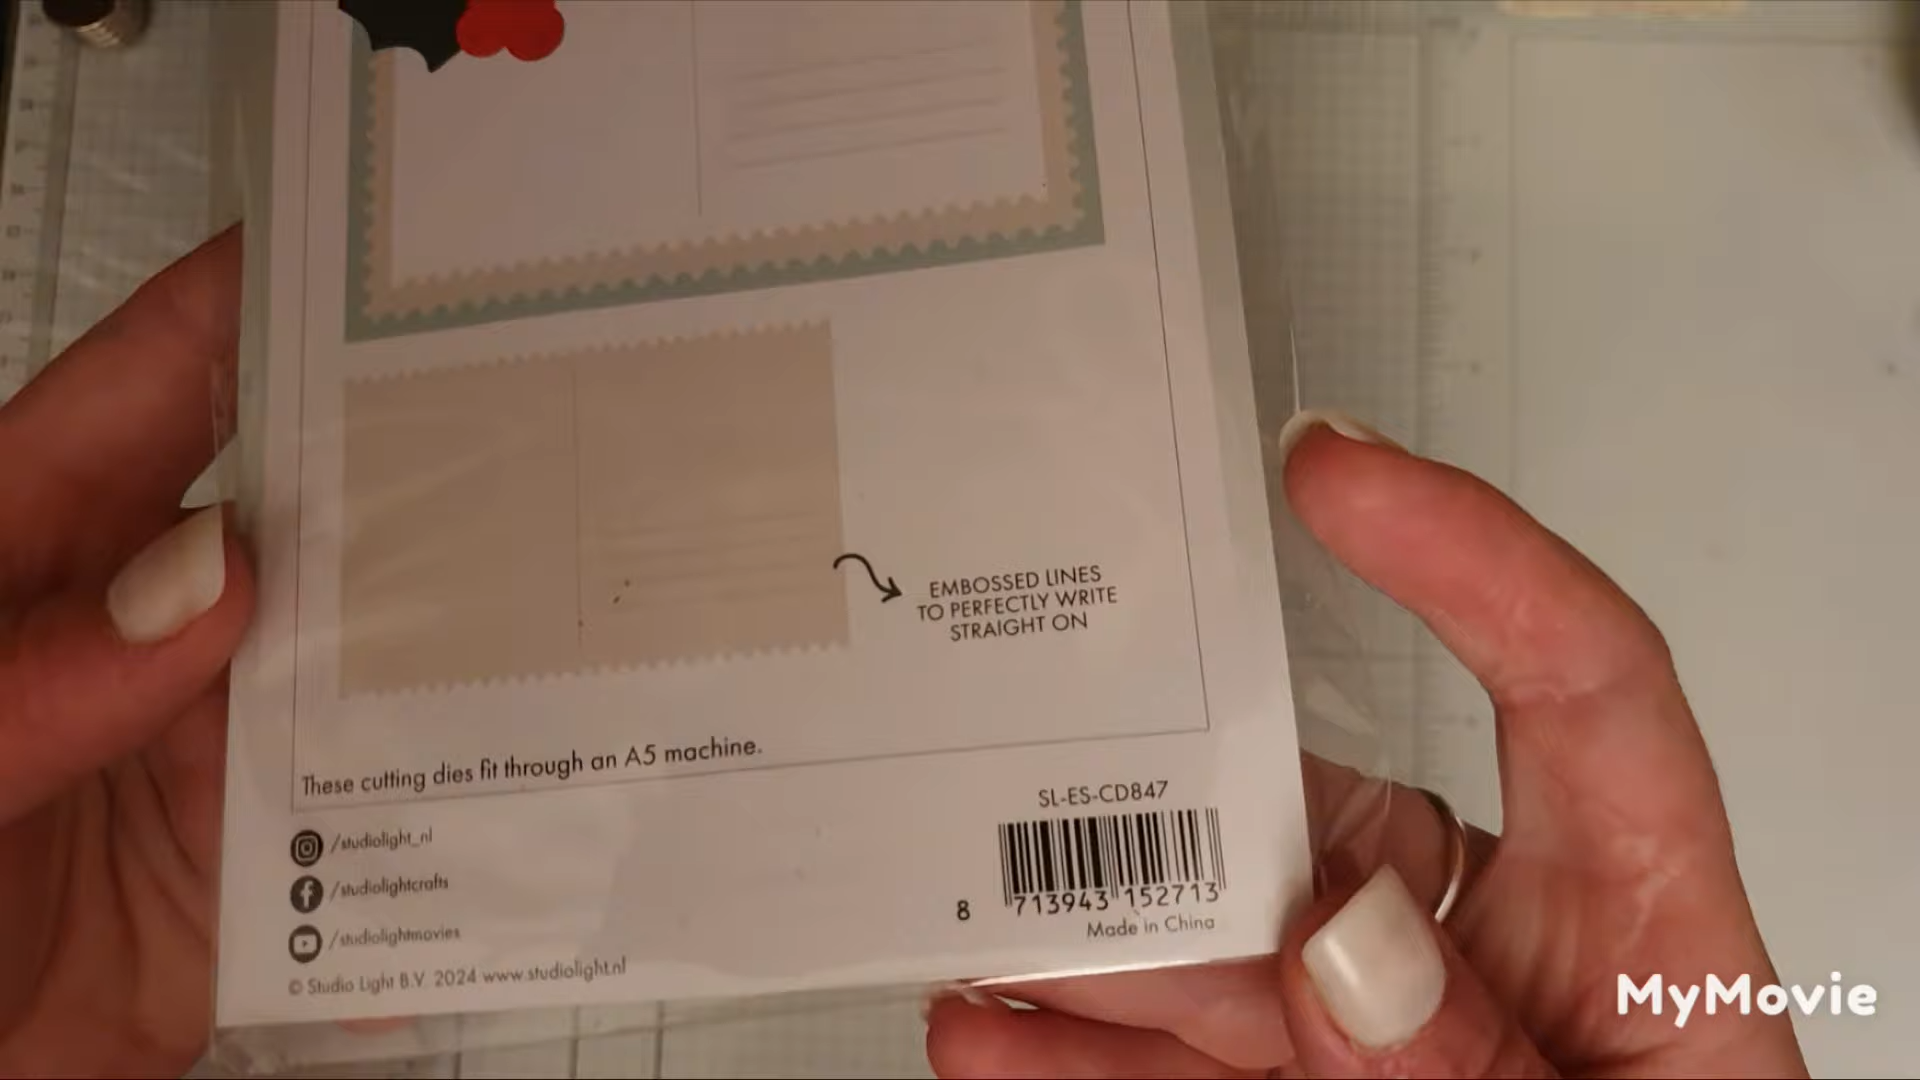 EMBOSSED LINES
TO PERFECTLY WRITE
STRAIGHT ON
These cutting dies fit through an A5 machine.
/studiolight_nl
/studiolightcrafts
/studiolightmovies
© Studio Light B.V. 2024 www.studiolight.nl
SL-ES-CD847
8 713943 152713
Made in China
MyMovie